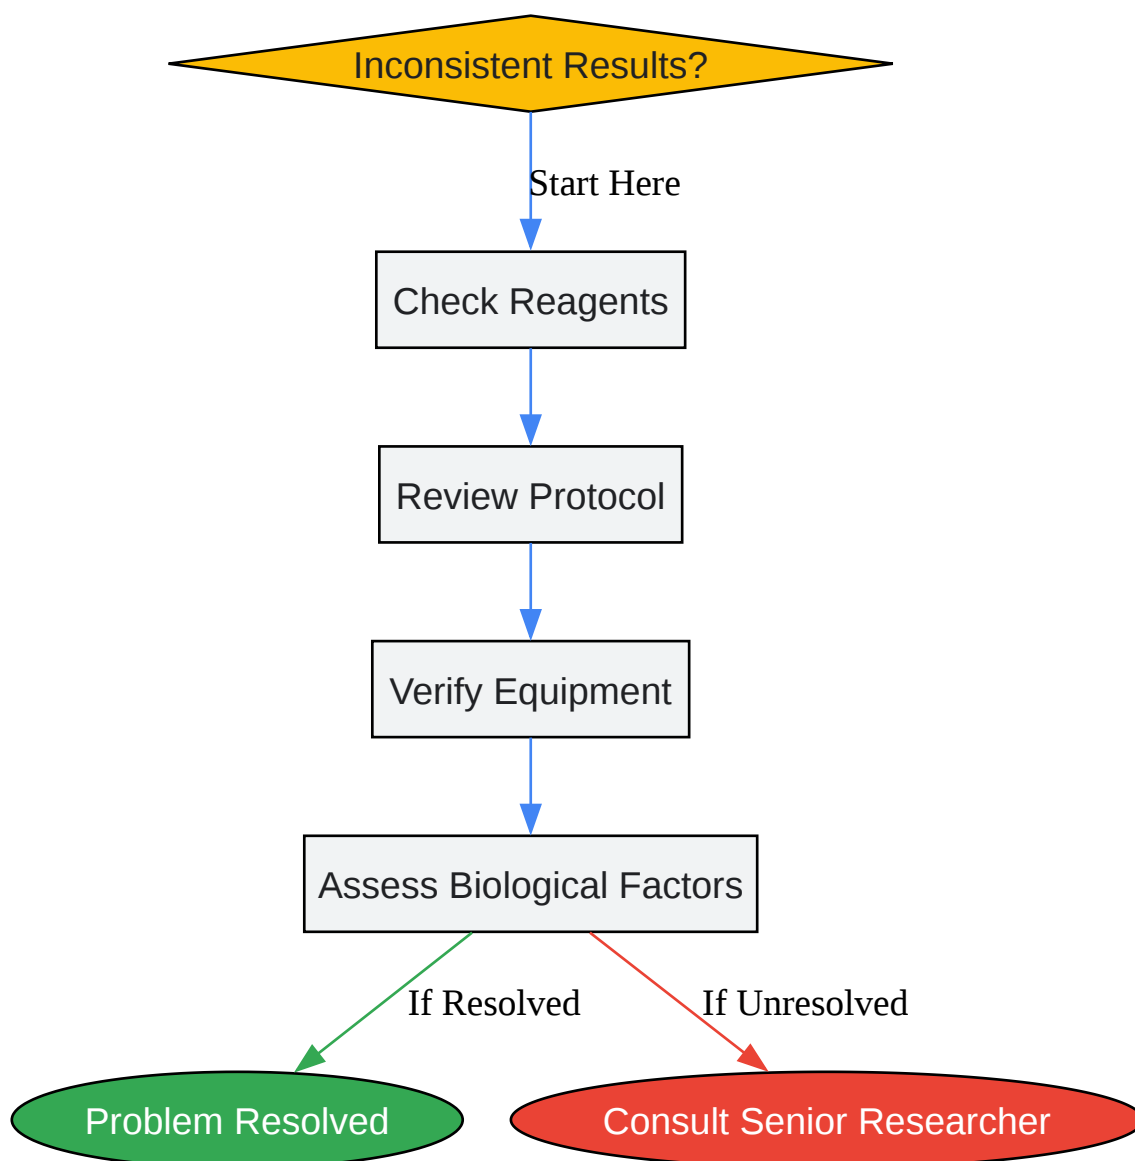 Inconsistent Results?
Start Here
Check Reagents
Review Protocol
Verify Equipment
Assess Biological Factors
If Resolved
If Unresolved
Problem Resolved
Consult Senior Researcher